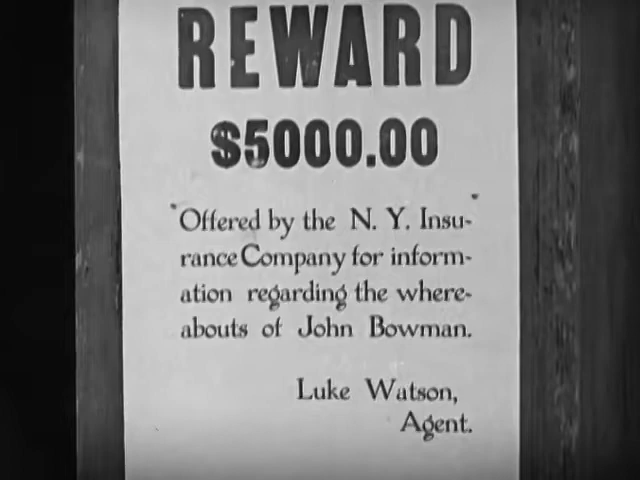 REWARD
$5000.00
Offered by the N. Y. Insu-
rance Company for inform-
ation regarding the where-
abouts of John Bowman.
Luke Watson,
Agent.